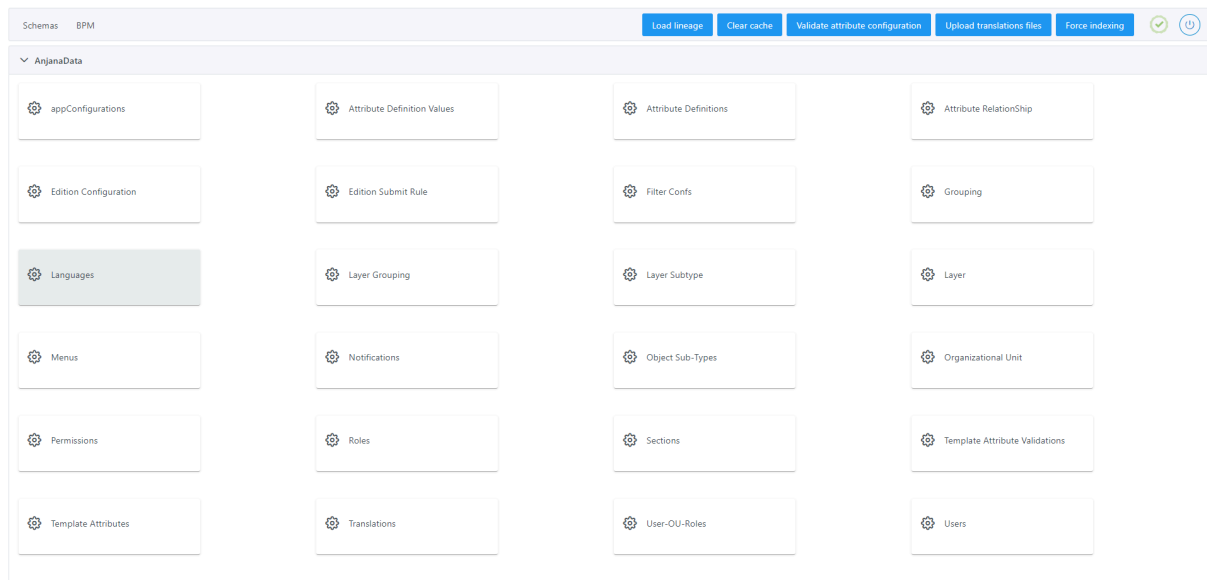 Schemas BPM Load lineage Clear cache Validate attribute configuration Upload translations files Force indexing
AnjanaData
appConfigurations Attribute Definition Values Attribute Definitions Attribute RelationShip
Edition Configuration Edition Submit Rule Filter Confs Grouping
Languages Layer Grouping Layer Subtype Layer
Menus Notifications Object Sub-Types Organizational Unit
Permissions Roles Sections Template Attribute Validations
Template Attributes Translations User-OU-Roles Users